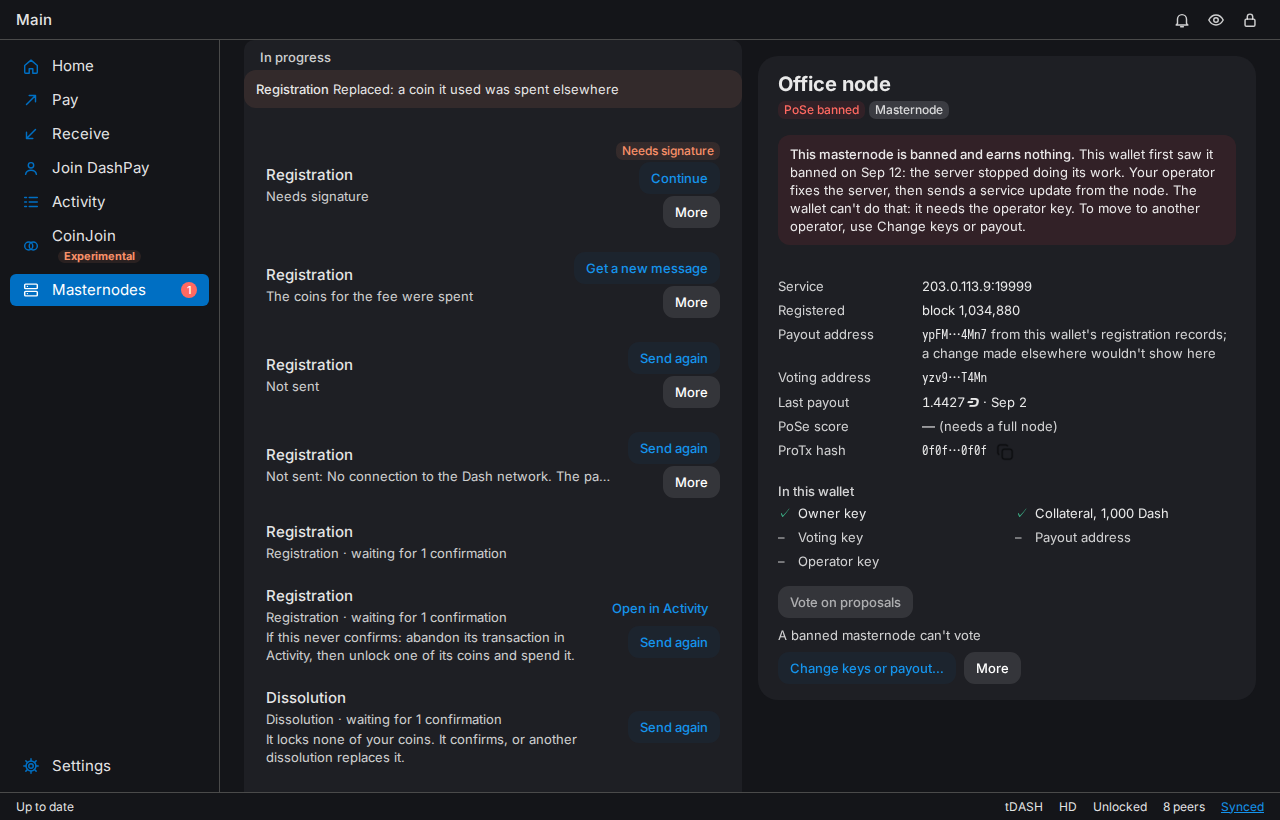 Main
Home
Pay
Receive
Join DashPay
Activity
CoinJoin
Experimental
Masternodes
1
Settings
In progress
Registration Replaced: a coin it used was spent elsewhere
Needs signature
Registration
Needs signature
Continue
More
Registration
The coins for the fee were spent
Get a new message
More
Registration
Not sent
Send again
More
Registration
Not sent: No connection to the Dash network. The pa...
Send again
More
Registration
Registration · waiting for 1 confirmation
Registration
Registration · waiting for 1 confirmation
If this never confirms: abandon its transaction in
Activity, then unlock one of its coins and spend it.
Open in Activity
Send again
Dissolution
Dissolution · waiting for 1 confirmation
It locks none of your coins. It confirms, or another
dissolution replaces it.
Send again
Office node
PoSe banned Masternode
This masternode is banned and earns nothing. This wallet first saw it
banned on Sep 12: the server stopped doing its work. Your operator
fixes the server, then sends a service update from the node. The
wallet can't do that: it needs the operator key. To move to another
operator, use Change keys or payout.
Service 203.0.113.9:19999
Registered block 1,034,880
Payout address ypFM···4Mn7 from this wallet's registration records;
a change made elsewhere wouldn't show here
Voting address yzv9···T4Mn
Last payout 1.4427 · Sep 2
PoSe score — (needs a full node)
ProTx hash 0f0f···0f0f
In this wallet
✓ Owner key ✓ Collateral, 1,000 Dash
– Voting key – Payout address
– Operator key
Vote on proposals
A banned masternode can't vote
Change keys or payout... More
Up to date
tDASH HD Unlocked 8 peers Synced